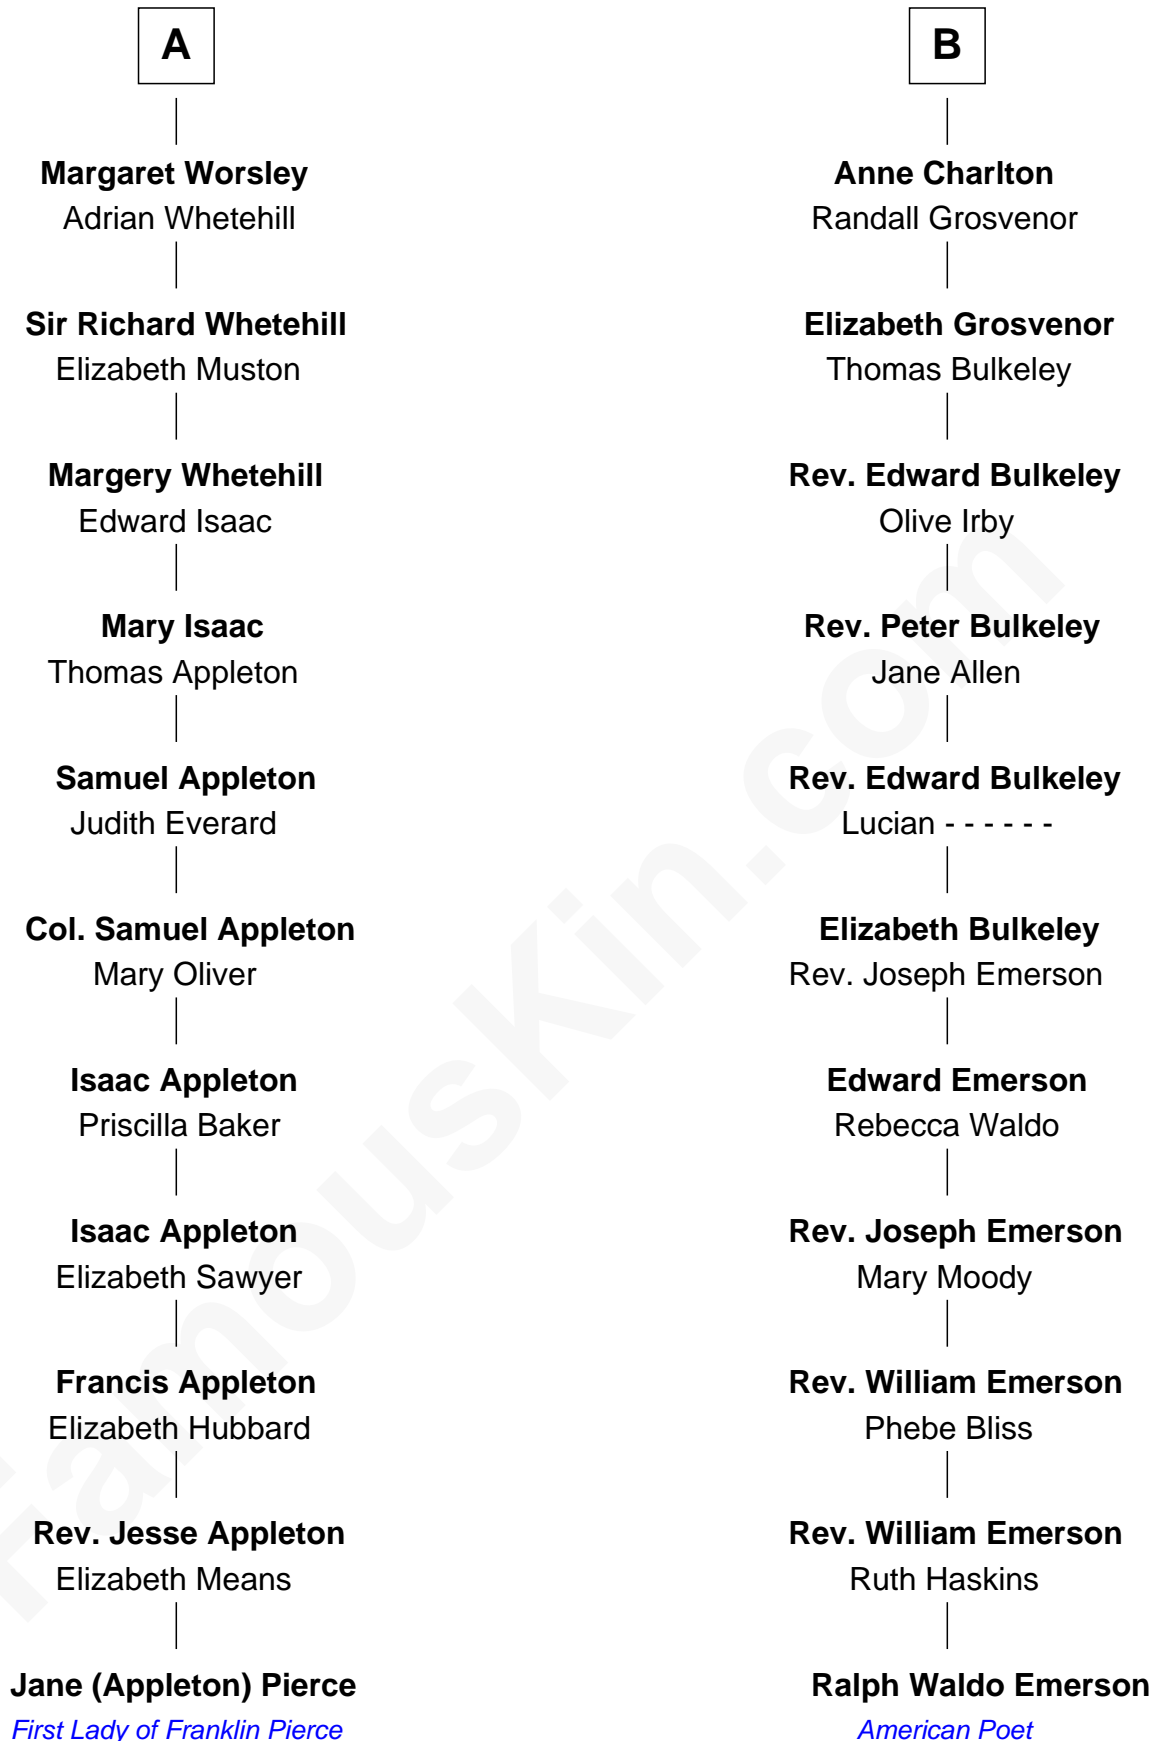 A
Margaret Worsley
Adrian Whetehill
Sir Richard Whetehill
Elizabeth Muston
Margery Whetehill
Edward Isaac
Mary Isaac
Thomas Appleton
Samuel Appleton
Judith Everard
Col. Samuel Appleton
Mary Oliver
Isaac Appleton
Priscilla Baker
Isaac Appleton
Elizabeth Sawyer
Francis Appleton
Elizabeth Hubbard
Rev. Jesse Appleton
Elizabeth Means
Jane (Appleton) Pierce
First Lady of Franklin Pierce
B
Anne Charlton
Randall Grosvenor
Elizabeth Grosvenor
Thomas Bulkeley
Rev. Edward Bulkeley
Olive Irby
Rev. Peter Bulkeley
Jane Allen
Rev. Edward Bulkeley
Lucian - - - - - -
Elizabeth Bulkeley
Rev. Joseph Emerson
Edward Emerson
Rebecca Waldo
Rev. Joseph Emerson
Mary Moody
Rev. William Emerson
Phebe Bliss
Rev. William Emerson
Ruth Haskins
Ralph Waldo Emerson
American Poet
FamousKin.com